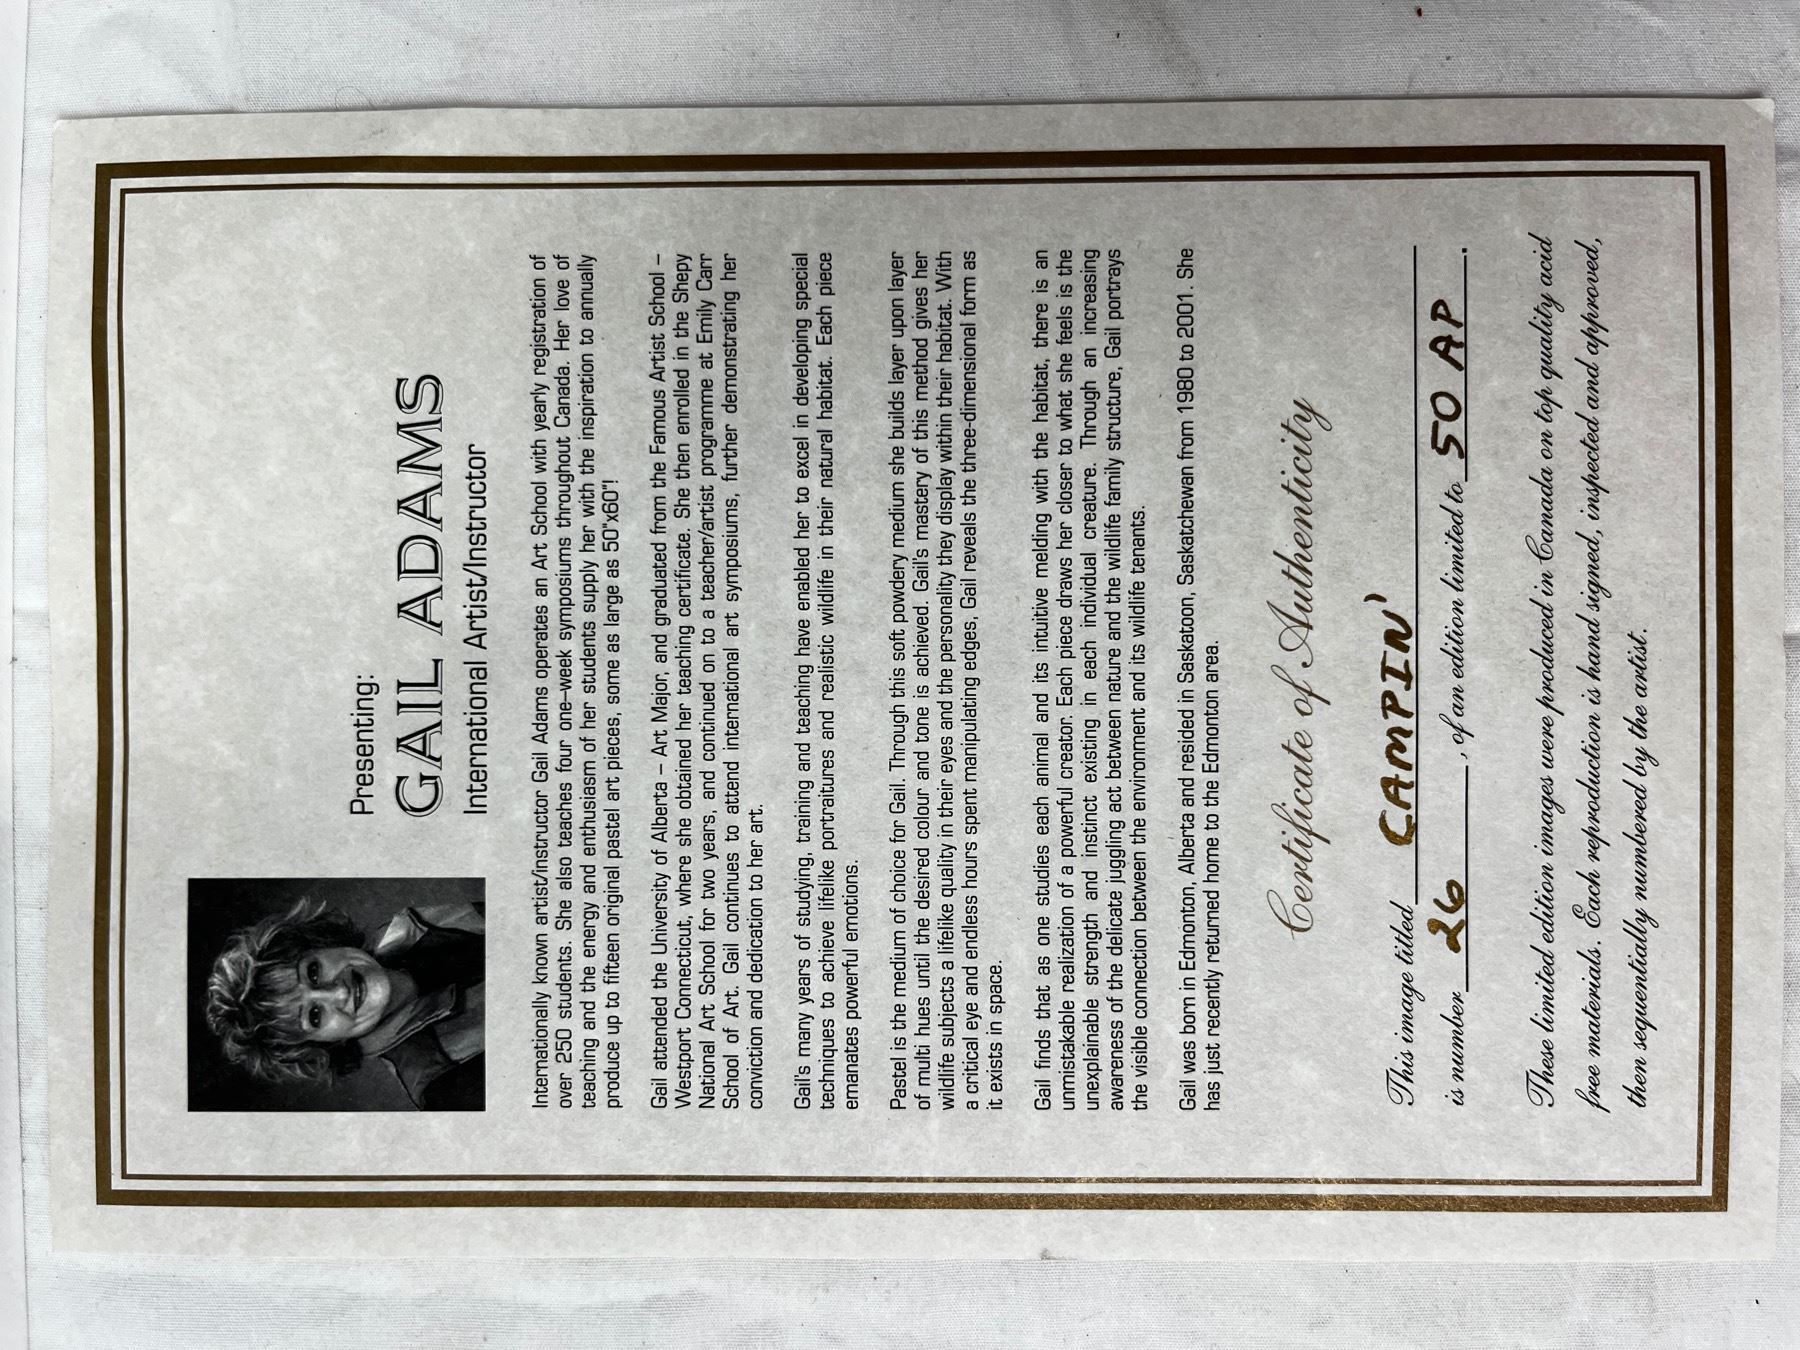 Presenting:
GAIL ADAMS
International Artist/Instructor
Internationally known artist/instructor Gail Adams operates an Art School with yearly registration of
over 250 students. She also teaches four one-week symposiums throughout Canada. Her love of
teaching and the energy and enthusiasm of her students supply her with the inspiration to annually
produce up to fifteen original pastel art pieces, some as large as 50"x60"!
Gail attended the University of Alberta – Art Major, and graduated from the Famous Artist School –
Westport Connecticut, where she obtained her teaching certificate. She then enrolled in the Shepy
National Art School for two years, and continued on to a teacher/artist programme at Emily Carr
School of Art. Gail continues to attend international art symposiums, further demonstrating her
conviction and dedication to her art.
Gail's many years of studying, training and teaching have enabled her to excel in developing special
techniques to achieve lifelike portraitures and realistic wildlife in their natural habitat. Each piece
emanates powerful emotions.
Pastel is the medium of choice for Gail. Through this soft powdery medium she builds layer upon layer
of multi hues until the desired colour and tone is achieved. Gail's mastery of this method gives her
wildlife subjects a lifelike quality in their eyes and the personality they display within their habitat. With
a critical eye and endless hours spent manipulating edges, Gail reveals the three-dimensional form as
it exists in space.
Gail finds that as one studies each animal and its intuitive melding with the habitat, there is an
unmistakable realization of a powerful creator. Each piece draws her closer to what she feels is the
unexplainable strength and instinct existing in each individual creature. Through an increasing
awareness of the delicate juggling act between nature and the wildlife family structure, Gail portrays
the visible connection between the environment and its wildlife tenants.
Gail was born in Edmonton, Alberta and resided in Saskatoon, Saskatchewan from 1980 to 2001. She
has just recently returned home to the Edmonton area.
Certificate of Authenticity
This image titled CAMPIN'
is number 26, of an edition limited to 50 AP.
These limited edition images were produced in Canada on top quality acid
free materials. Each reproduction is hand signed, inspected and approved,
then sequentially numbered by the artist.